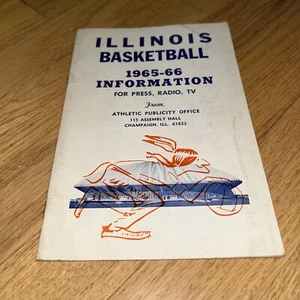 ILLINOIS
BASKETBALL
1965-66
INFORMATION
FOR PRESS, RADIO, TV
From
ATHLETIC PUBLICITY OFFICE
115 ASSEMBLY HALL
CHAMPAIGN, ILL. 61822